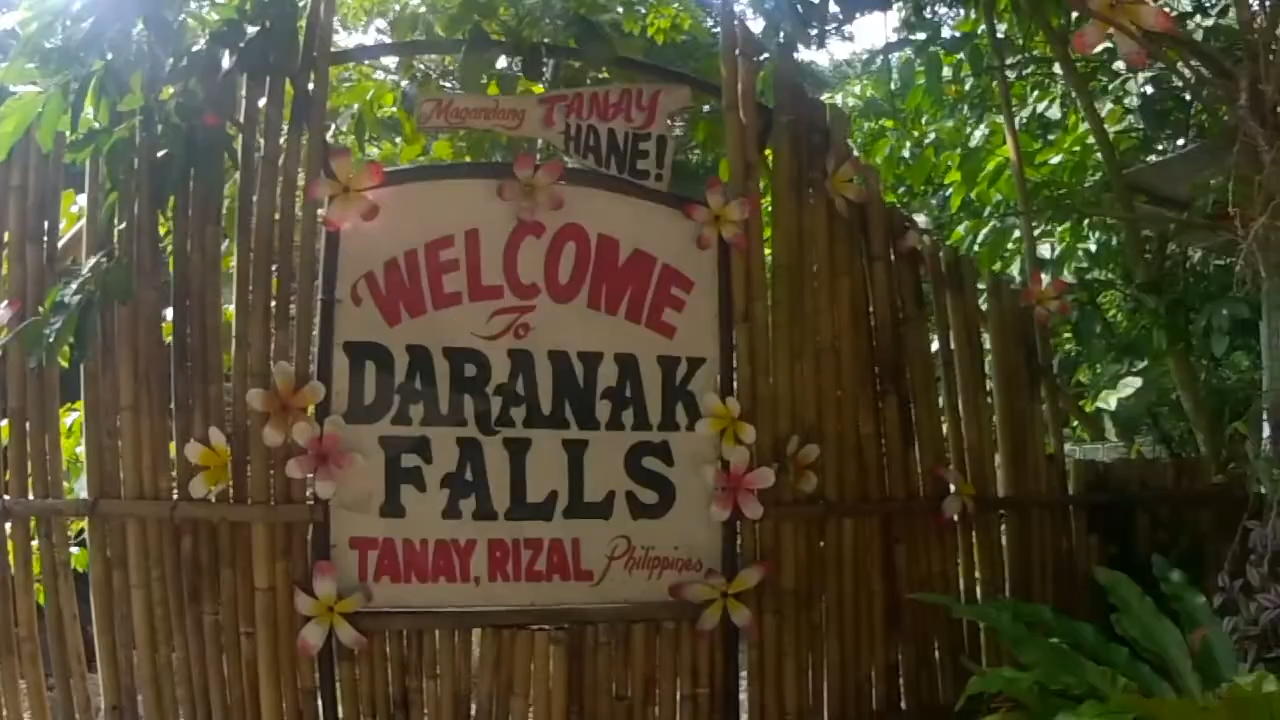 Magandang TANAY
HANE!
WELCOME
To
DARANAK
FALLS
TANAY, RIZAL Philippines